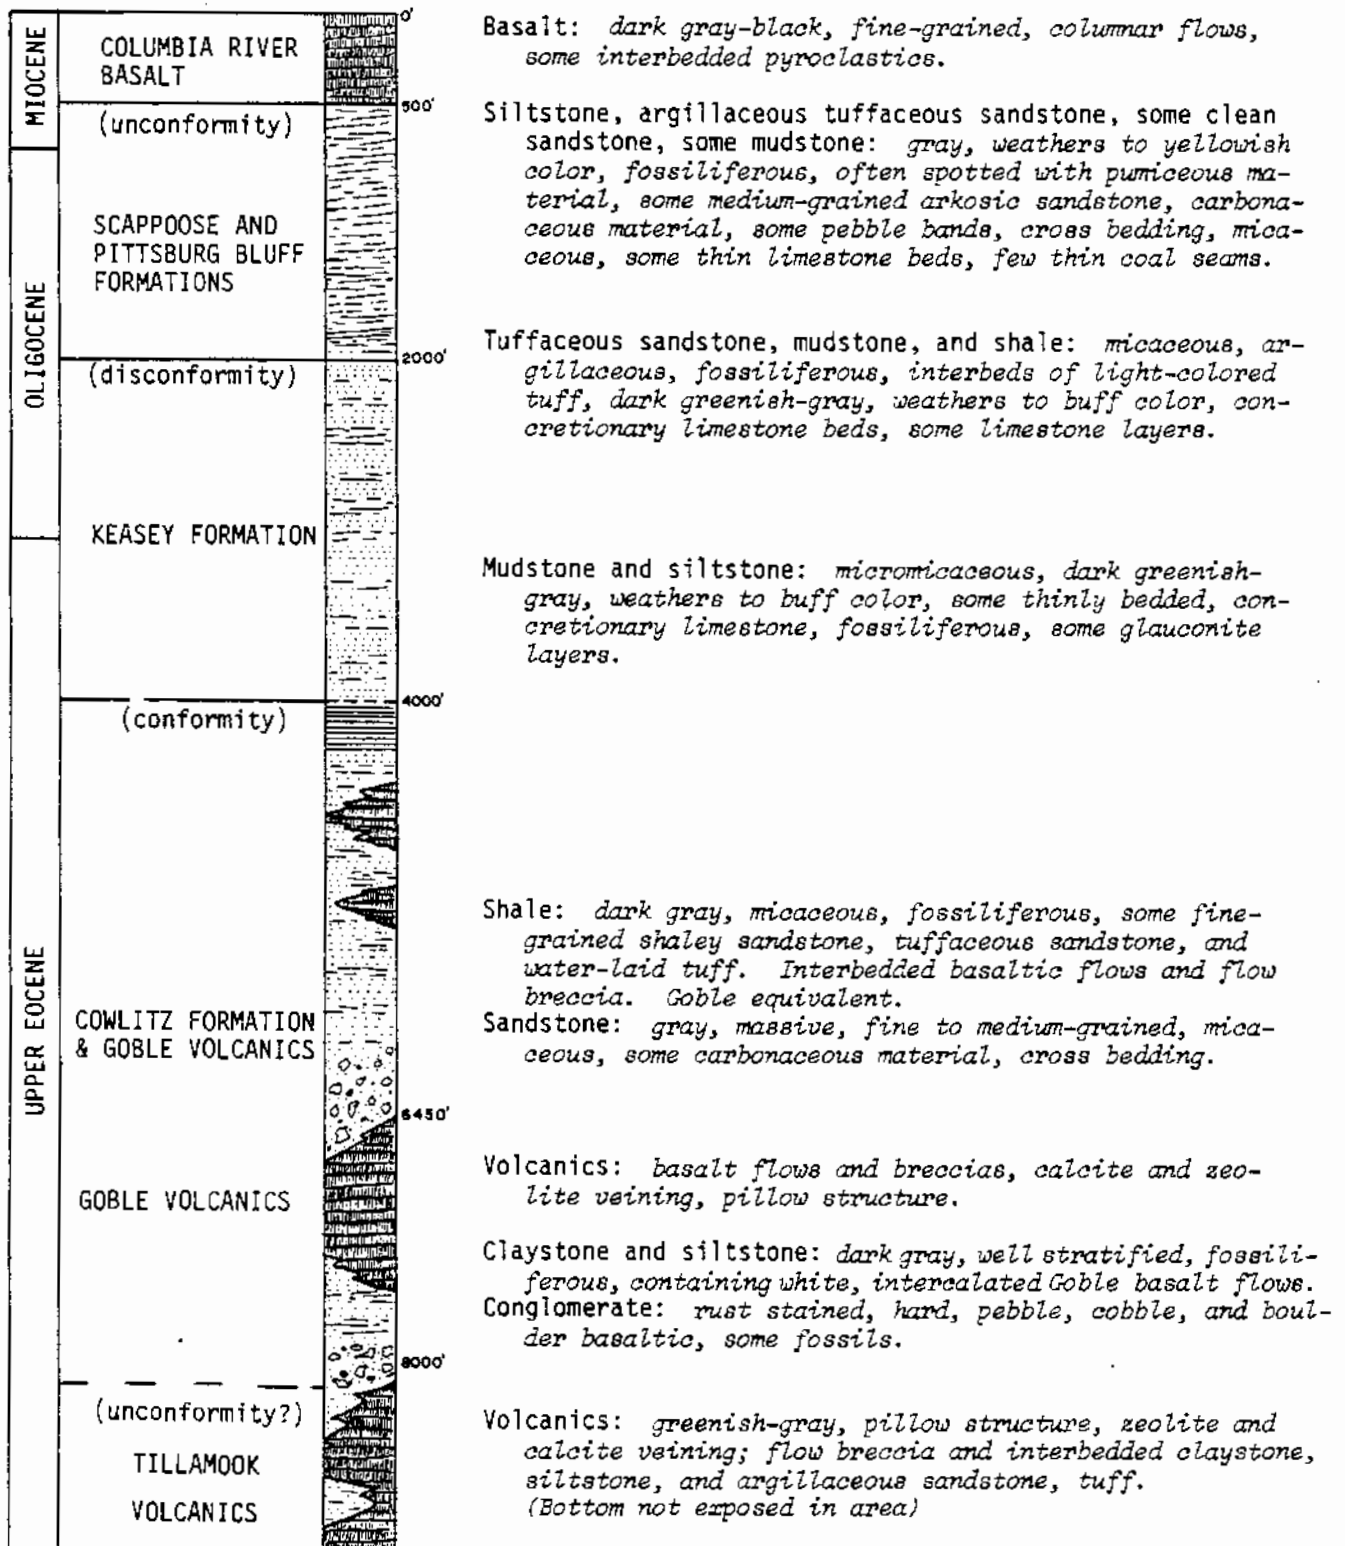 MIOCENE
OLIGOCENE
UPPER EOCENE
COLUMBIA RIVER
BASALT
(unconformity)
SCAPPOOSE AND
PITTSBURG BLUFF
FORMATIONS
(disconformity)
KEASEY FORMATION
(conformity)
COWLITZ FORMATION
& GOBLE VOLCANICS
GOBLE VOLCANICS
(unconformity?)
TILLAMOOK
VOLCANICS
0'
500'
2000'
4000'
6450'
8000'
Basalt: dark gray-black, fine-grained, columnar flows,
some interbedded pyroclastics.
Siltstone, argillaceous tuffaceous sandstone, some clean
sandstone, some mudstone: gray, weathers to yellowish
color, fossiliferous, often spotted with pumiceous ma-
terial, some medium-grained arkosic sandstone, carbona-
ceous material, some pebble bands, cross bedding, mica-
ceous, some thin limestone beds, few thin coal seams.
Tuffaceous sandstone, mudstone, and shale: micaceous, ar-
gillaceous, fossiliferous, interbeds of light-colored
tuff, dark greenish-gray, weathers to buff color, con-
cretionary limestone beds, some limestone layers.
Mudstone and siltstone: micromicaceous, dark greenish-
gray, weathers to buff color, some thinly bedded, con-
cretionary limestone, fossiliferous, some glauconite
layers.
Shale: dark gray, micaceous, fossiliferous, some fine-
grained shaley sandstone, tuffaceous sandstone, and
water-laid tuff. Interbedded basaltic flows and flow
breccia. Goble equivalent.
Sandstone: gray, massive, fine to medium-grained, mica-
ceous, some carbonaceous material, cross bedding.
Volcanics: basalt flows and breccias, calcite and zeo-
lite veining, pillow structure.
Claystone and siltstone: dark gray, well stratified, fossili-
ferous, containing white, intercalated Goble basalt flows.
Conglomerate: rust stained, hard, pebble, cobble, and boul-
der basaltic, some fossils.
Volcanics: greenish-gray, pillow structure, zeolite and
calcite veining; flow breccia and interbedded claystone,
siltstone, and argillaceous sandstone, tuff.
(Bottom not exposed in area)